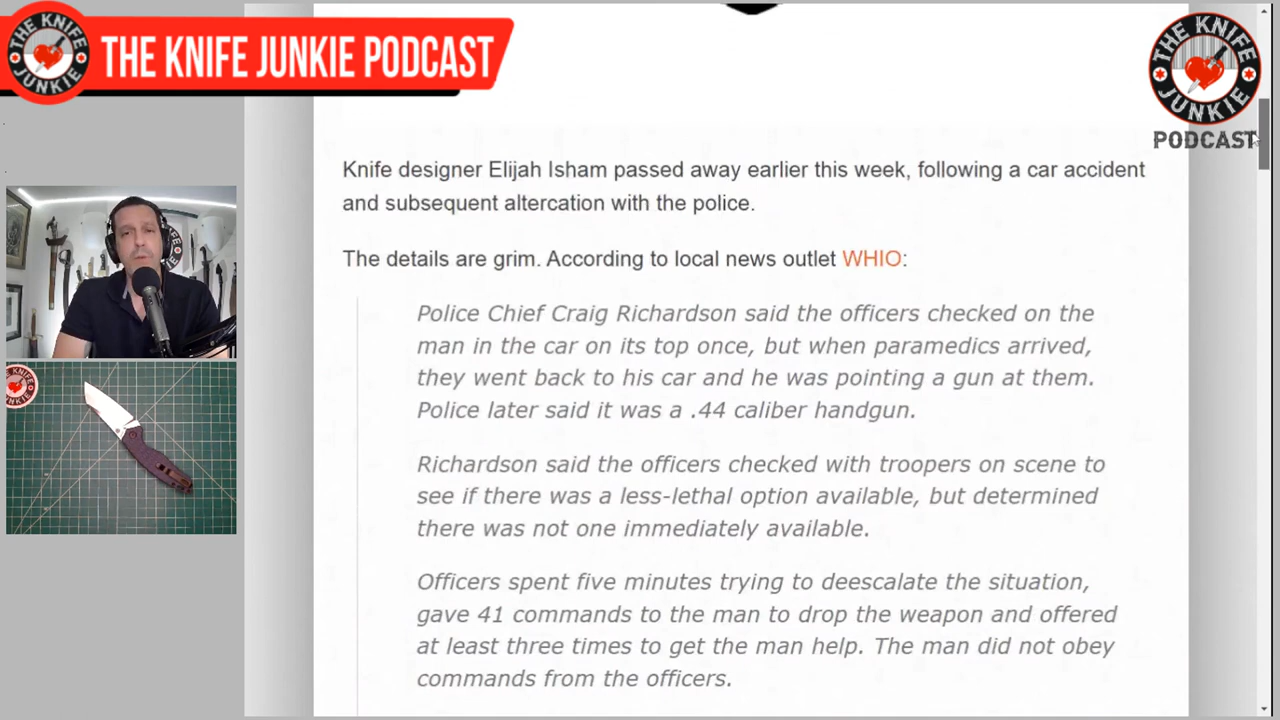 THE KNIFE JUNKIE
THE KNIFE JUNKIE PODCAST
THE KNIFE JUNKIE
PODCAST
Knife designer Elijah Isham passed away earlier this week, following a car accident
and subsequent altercation with the police.
The details are grim. According to local news outlet WHIO:
Police Chief Craig Richardson said the officers checked on the
man in the car on its top once, but when paramedics arrived,
they went back to his car and he was pointing a gun at them.
Police later said it was a .44 caliber handgun.
Richardson said the officers checked with troopers on scene to
see if there was a less-lethal option available, but determined
there was not one immediately available.
Officers spent five minutes trying to deescalate the situation,
gave 41 commands to the man to drop the weapon and offered
at least three times to get the man help. The man did not obey
commands from the officers.
THE KNIFE JUNKIE